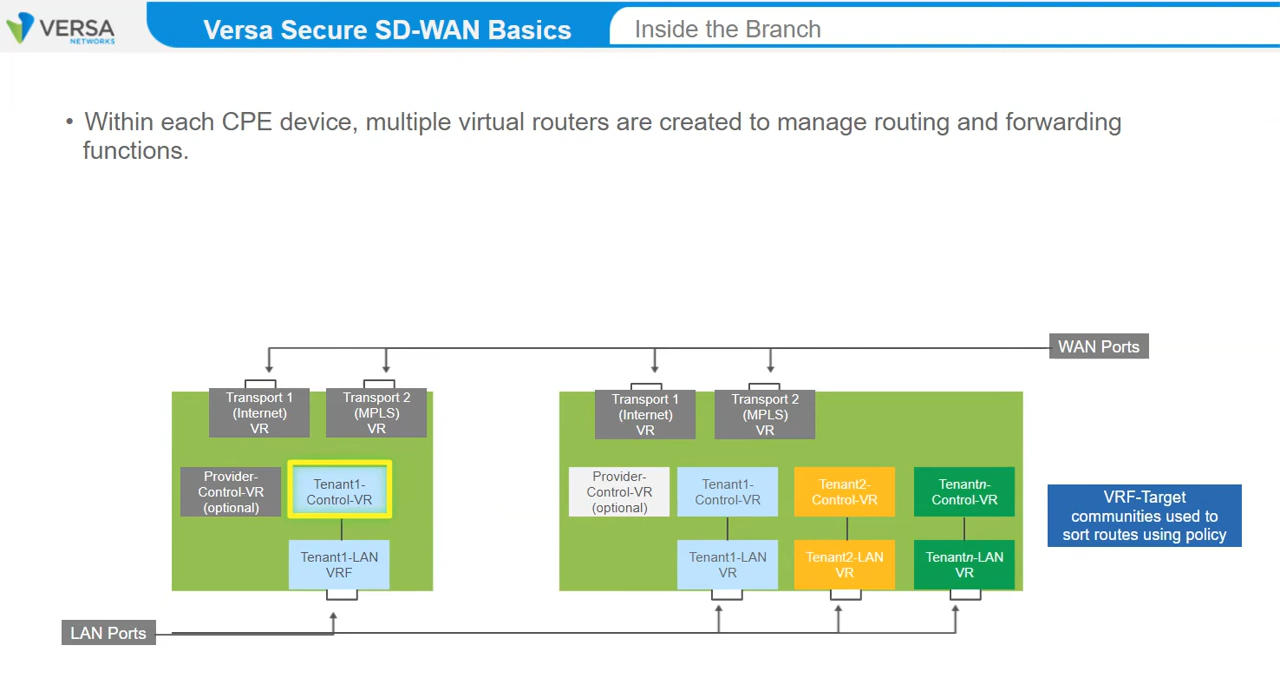 VERSA
NETWORKS
Versa Secure SD-WAN Basics
Inside the Branch
• Within each CPE device, multiple virtual routers are created to manage routing and forwarding
functions.
WAN Ports
Transport 1
(Internet)
VR
Transport 2
(MPLS)
VR
Provider-
Control-VR
(optional)
Tenant1-
Control-VR
Tenant1-LAN
VRF
Transport 1
(Internet)
VR
Transport 2
(MPLS)
VR
Provider-
Control-VR
(optional)
Tenant1-
Control-VR
Tenant2-
Control-VR
Tenantn-
Control-VR
Tenant1-LAN
VR
Tenant2-LAN
VR
Tenantn-LAN
VR
VRF-Target
communities used to
sort routes using policy
LAN Ports